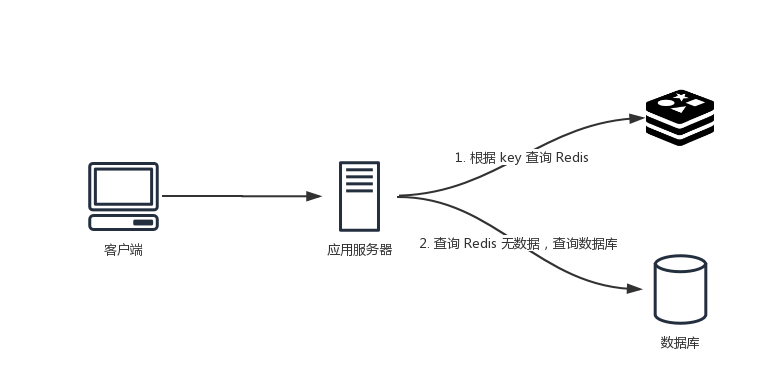 1. 根据 key 查询 Redis
2. 查询 Redis 无数据，查询数据库
客户端
应用服务器
数据库